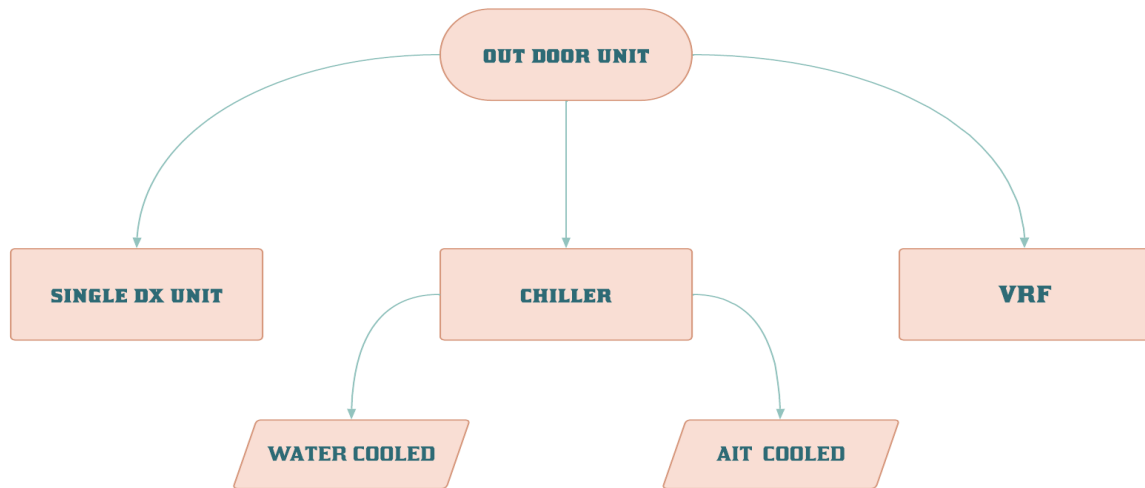 OUT DOOR UNIT
SINGLE DX UNIT
CHILLER
VRF
WATER COOLED
AIT COOLED